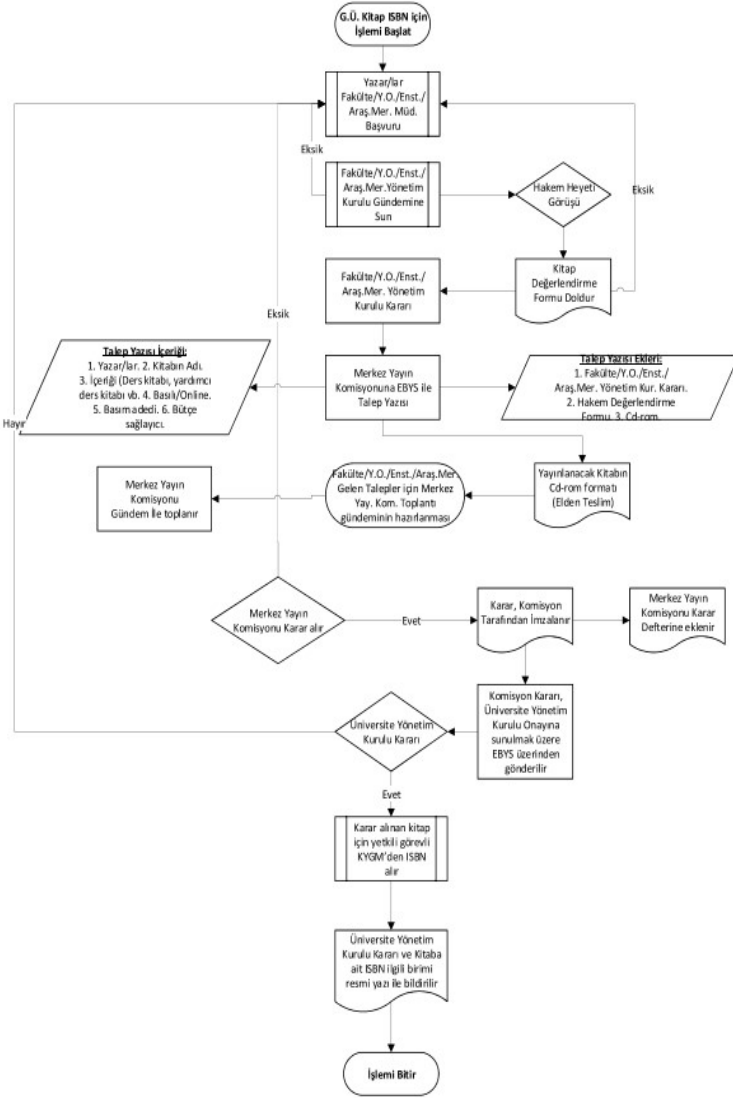 G.Ü. Kitap ISBN için
İşlemi Başlat
Yazar/lar
Fakülte/Y.O./Enst./
Araş.Mer. Müd.
Başvuru
Eksik
Fakülte/Y.O./Enst./
Araş.Mer.Yönetim
Kurulu Gündemine
Sun
Hakem Heyeti
Görüşü
Eksik
Fakülte/Y.O./Enst./
Araş.Mer. Yönetim
Kurulu Kararı
Kitap
Değerlendirme
Formu Doldur
Eksik
Talep Yazısı İçeriği:
1. Yazar/lar. 2. Kitabın Adı.
3. İçeriği (Ders kitabı, yardımcı
ders kitabı vb. 4. Basılı/Online.
5. Basım adedi. 6. Bütçe
sağlayıcı.
Merkez Yayın
Komisyonuna EBYS ile
Talep Yazısı
Talep Yazısı Ekleri:
1. Fakülte/Y.O./Enst./
Araş.Mer. Yönetim Kur. Kararı.
2. Hakem Değerlendirme
Formu. 3. Cd-rom.
Hayır
Merkez Yayın
Komisyonu
Gündem İle toplanır
Fakülte/Y.O./Enst./Araş.Mer.
Gelen Talepler için Merkez
Yay. Kom. Toplantı
gündeminin hazırlanması
Yayınlanacak Kitabın
Cd-rom formatı
(Elden Teslim)
Merkez Yayın
Komisyonu Karar alır
Evet
Karar, Komisyon
Tarafından İmzalanır
Merkez Yayın
Komisyonu Karar
Defterine eklenir
Üniversite Yönetim
Kurulu Kararı
Komisyon Kararı,
Üniversite Yönetim
Kurulu Onayına
sunulmak üzere
EBYS üzerinden
gönderilir
Evet
Karar alınan kitap
için yetkili görevli
KYGM'den ISBN
alır
Üniversite Yönetim
Kurulu Kararı ve Kitaba
ait ISBN ilgili birimi
resmi yazı ile bildirilir
İşlemi Bitir